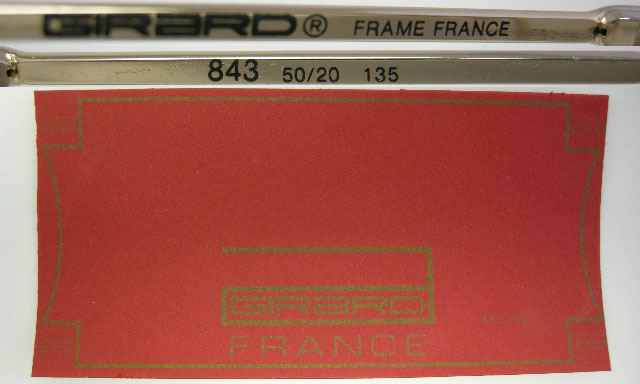 GIRARD® FRAME FRANCE
843 50/20 135
GIRARD
FRANCE